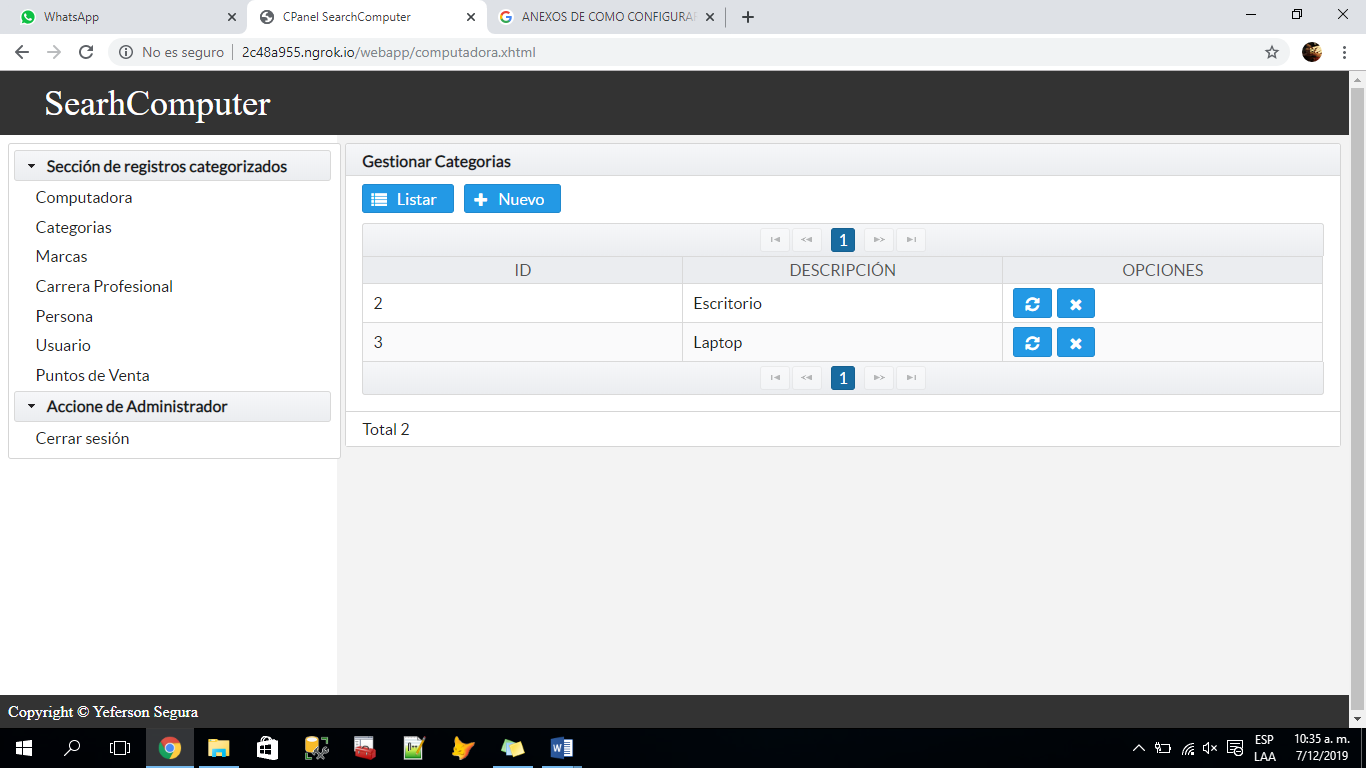 WhatsApp
CPanel SearchComputer
ANEXOS DE COMO CONFIGURAR
No es seguro
2c48a955.ngrok.io/webapp/computadora.xhtml
SearhComputer
Sección de registros categorizados
Computadora
Categorias
Marcas
Carrera Profesional
Persona
Usuario
Puntos de Venta
Accione de Administrador
Cerrar sesión
Gestionar Categorias
Listar Nuevo
1
ID DESCRIPCIÓN OPCIONES
2 Escritorio
3 Laptop
1
Total 2
Copyright © Yeferson Segura
ESP 10:35 a. m.
LAA 7/12/2019